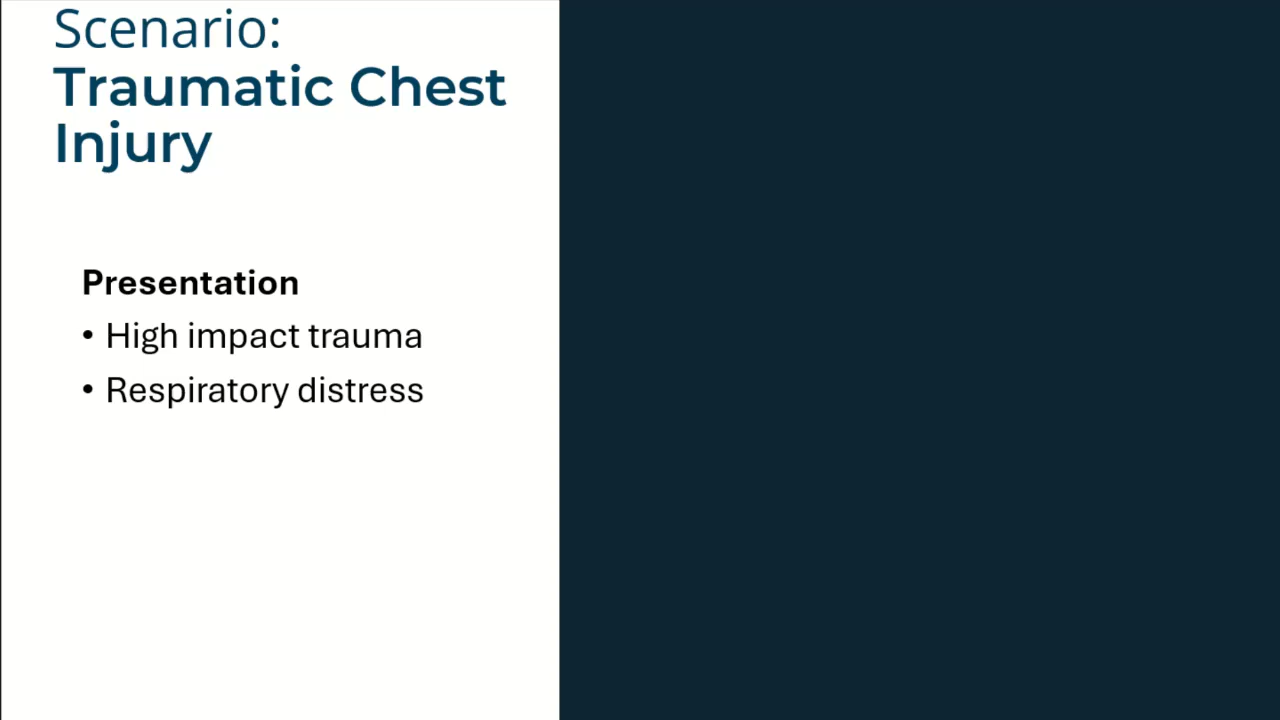 Scenario:
Traumatic Chest
Injury
Presentation
• High impact trauma
• Respiratory distress